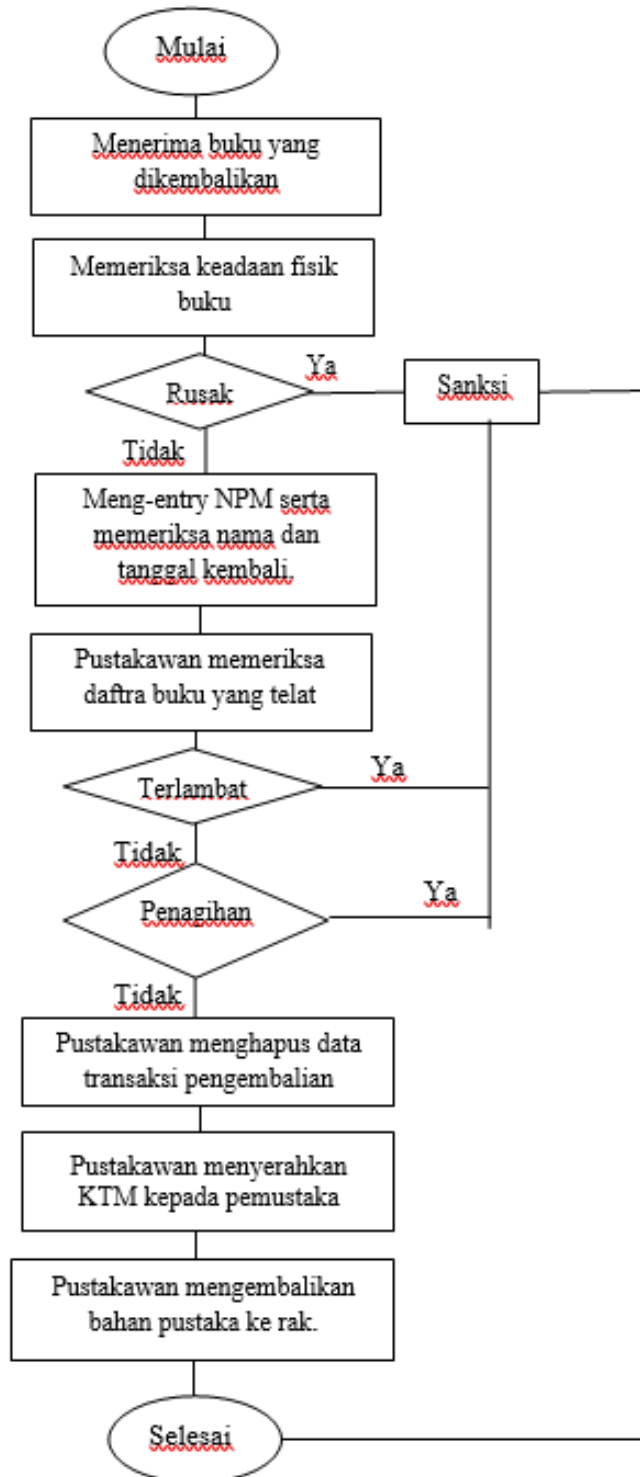 Mulai
Menerima buku yang
dikembalikan
Memeriksa keadaan fisik
buku
Rusak
Ya
Sanksi
Tidak
Meng-entry NPM serta
memeriksa nama dan
tanggal kembali.
Pustakawan memeriksa
daftra buku yang telat
Terlambat
Ya
Tidak
Penagihan
Ya
Tidak
Pustakawan menghapus data
transaksi pengembalian
Pustakawan menyerahkan
KTM kepada pemustaka
Pustakawan mengembalikan
bahan pustaka ke rak.
Selesai